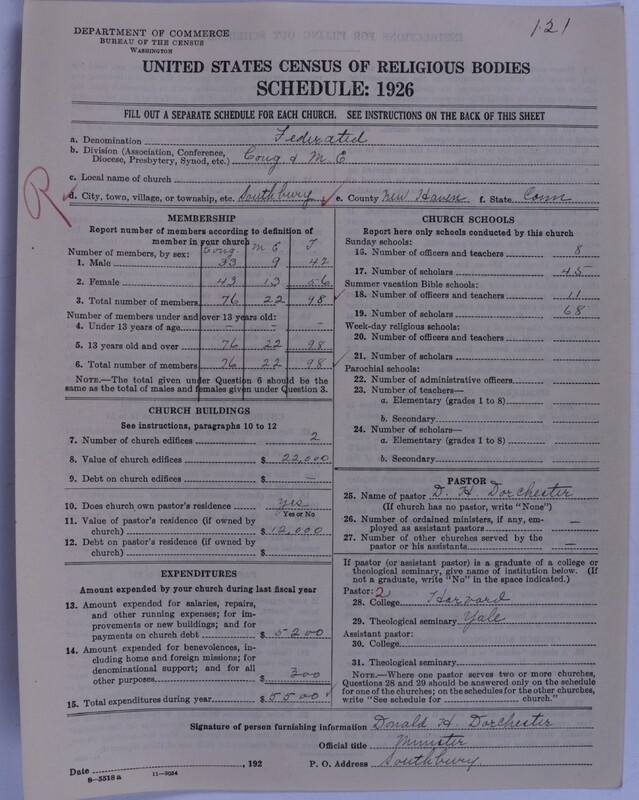 121
DEPARTMENT OF COMMERCE
BUREAU OF THE CENSUS
WASHINGTON
UNITED STATES CENSUS OF RELIGIOUS BODIES
SCHEDULE: 1926
FILL OUT A SEPARATE SCHEDULE FOR EACH CHURCH. SEE INSTRUCTIONS ON THE BACK OF THIS SHEET
a. Denomination Federated
b. Division (Association, Conference, Diocese, Presbytery, Synod, etc.) Cong & M. E.
c. Local name of church
R
d. City, town, village, or township, etc. Southbury e. County New Haven f. State Conn
MEMBERSHIP
Report number of members according to definition of
member in your church
Number of members, by sex: Cong. M E. T
1. Male 33 9 42
2. Female 43 13 56
3. Total number of members 76 22 98
Number of members under and over 13 years old:
4. Under 13 years of age – – –
5. 13 years old and over 76 22 98
6. Total number of members 76 22 98
NOTE.—The total given under Question 6 should be the
same as the total of males and females given under Question 3.
CHURCH BUILDINGS
See instructions, paragraphs 10 to 12
7. Number of church edifices 2
8. Value of church edifices $ 22,000
9. Debt on church edifices $ —
10. Does church own pastor's residence yes
Yes or No
11. Value of pastor's residence (if owned by
church) $ 12,000
12. Debt on pastor's residence (if owned by
church) $
EXPENDITURES
Amount expended by your church during last fiscal year
13. Amount expended for salaries, repairs,
and other running expenses; for im-
provements or new buildings; and for
payments on church debt $ 5200
14. Amount expended for benevolences, in-
cluding home and foreign missions; for
denominational support; and for all
other purposes $ 300
15. Total expenditures during year $ 5500
CHURCH SCHOOLS
Report here only schools conducted by this church
Sunday schools:
16. Number of officers and teachers 8
17. Number of scholars 45
Summer vacation Bible schools:
18. Number of officers and teachers 11
19. Number of scholars 68
Week-day religious schools:
20. Number of officers and teachers
21. Number of scholars
Parochial schools:
22. Number of administrative officers
23. Number of teachers—
a. Elementary (grades 1 to 8)
b. Secondary
24. Number of scholars—
a. Elementary (grades 1 to 8)
b. Secondary
PASTOR
25. Name of pastor D. H. Dorchester
(If church has no pastor, write "None")
26. Number of ordained ministers, if any, em-
ployed as assistant pastors —
27. Number of other churches served by the
pastor or his assistants —
If pastor (or assistant pastor) is a graduate of a college or
theological seminary, give name of institution below. (If
not a graduate, write "No" in the space indicated.)
Pastor: 2
28. College Harvard
29. Theological seminary Yale
Assistant pastor:
30. College
31. Theological seminary
NOTE.—Where one pastor serves two or more churches,
Questions 28 and 29 should be answered only on the schedule
for one of the churches; on the schedules for the other churches,
write "See schedule for church."
Signature of person furnishing information Donald H. Dorchester
Official title Minister
Date , 192 P. O. Address Southbury
8—5518 a 11—9034